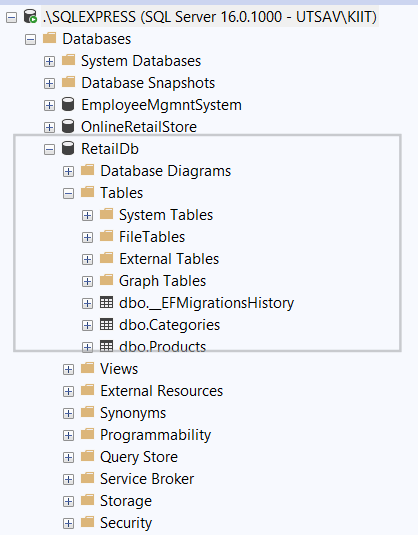 .\SQLEXPRESS (SQL Server 16.0.1000 - UTSAV\KIIT)
Databases
System Databases
Database Snapshots
EmployeeMgmntSystem
OnlineRetailStore
RetailDb
Database Diagrams
Tables
System Tables
FileTables
External Tables
Graph Tables
dbo.__EFMigrationsHistory
dbo.Categories
dbo.Products
Views
External Resources
Synonyms
Programmability
Query Store
Service Broker
Storage
Security